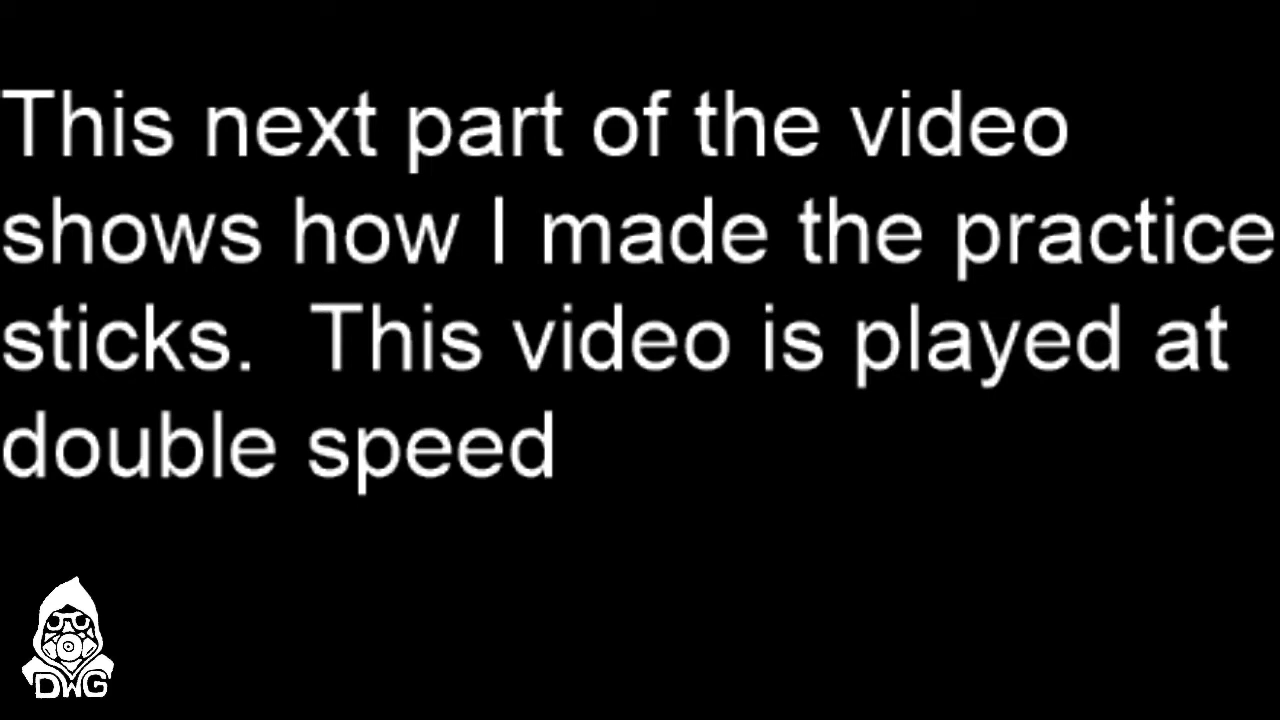 This next part of the video
shows how I made the practice
sticks.  This video is played at
double speed
DWG